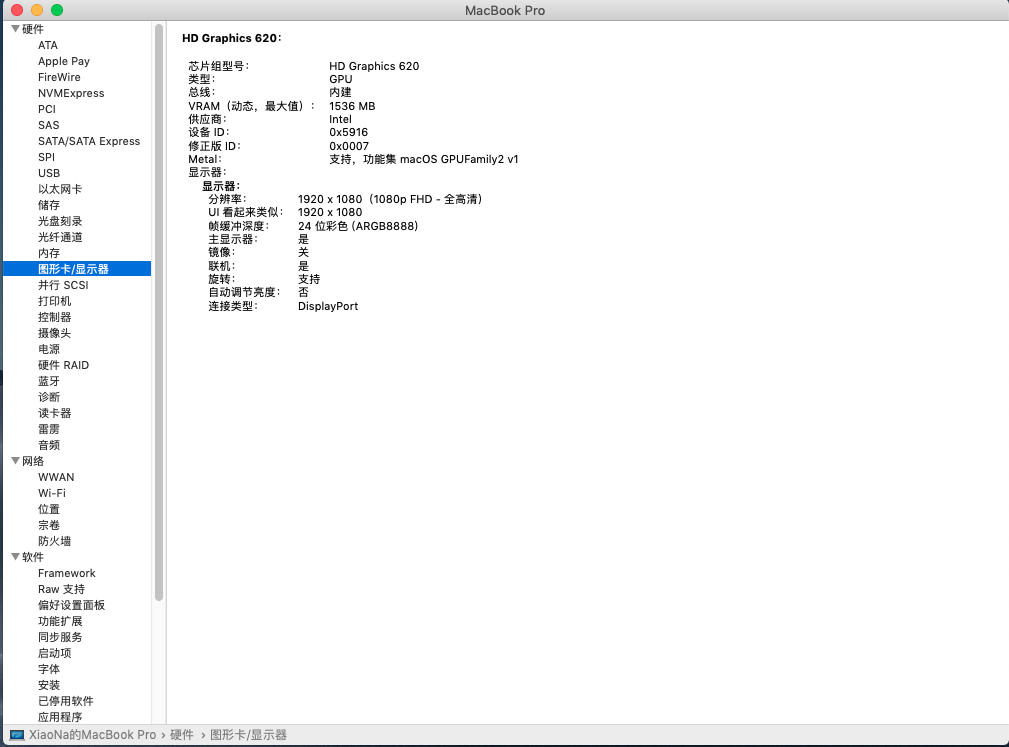 MacBook Pro
硬件
ATA
Apple Pay
FireWire
NVMExpress
PCI
SAS
SATA/SATA Express
SPI
USB
以太网卡
储存
光盘刻录
光纤通道
内存
图形卡/显示器
并行 SCSI
打印机
控制器
摄像头
电源
硬件 RAID
蓝牙
诊断
读卡器
雷雳
音频
网络
WWAN
Wi-Fi
位置
宗卷
防火墙
软件
Framework
Raw 支持
偏好设置面板
功能扩展
同步服务
启动项
字体
安装
已停用软件
应用程序
HD Graphics 620:
芯片组型号: HD Graphics 620
类型: GPU
总线: 内建
VRAM（动态，最大值）: 1536 MB
供应商: Intel
设备 ID: 0x5916
修正版 ID: 0x0007
Metal: 支持，功能集 macOS GPUFamily2 v1
显示器:
显示器:
分辨率: 1920 x 1080（1080p FHD - 全高清）
UI 看起来类似: 1920 x 1080
帧缓冲深度: 24 位彩色 (ARGB8888)
主显示器: 是
镜像: 关
联机: 是
旋转: 支持
自动调节亮度: 否
连接类型: DisplayPort
XiaoNa的MacBook Pro › 硬件 › 图形卡/显示器